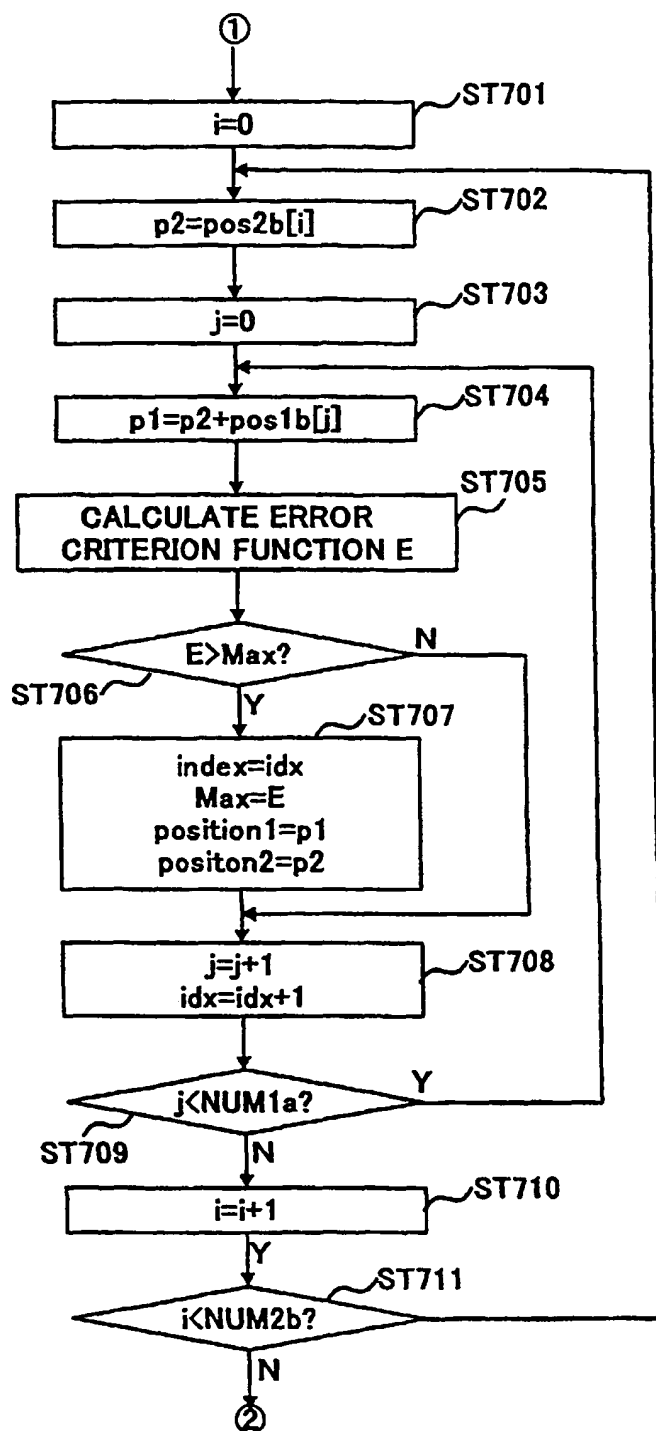 ①
ST701
i=0
ST702
p2=pos2b[i]
ST703
j=0
ST704
p1=p2+pos1b[j]
ST705
CALCULATE ERROR
CRITERION FUNCTION E
E>Max?
N
ST706
Y
ST707
index=idx
Max=E
position1=p1
positon2=p2
ST708
j=j+1
idx=idx+1
j<NUM1a?
Y
ST709
N
ST710
i=i+1
Y
ST711
i<NUM2b?
N
②